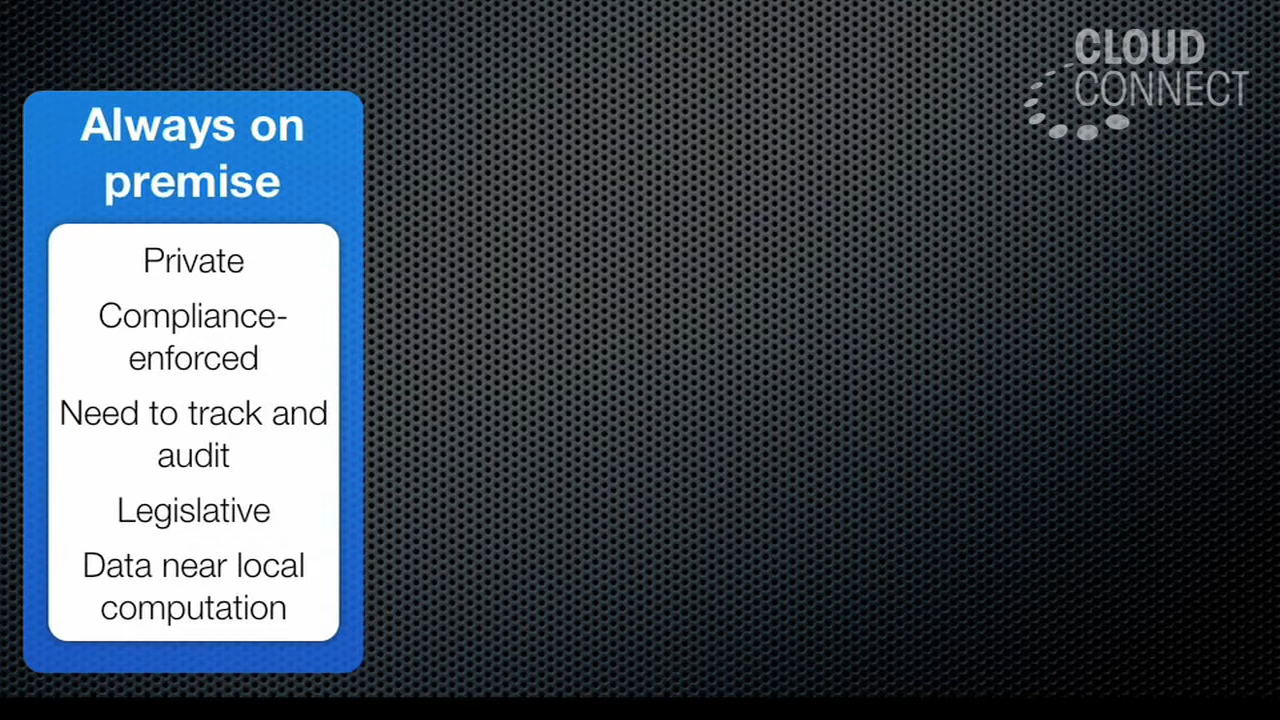 CLOUD
CONNECT
Always on
premise
Private
Compliance-
enforced
Need to track and
audit
Legislative
Data near local
computation